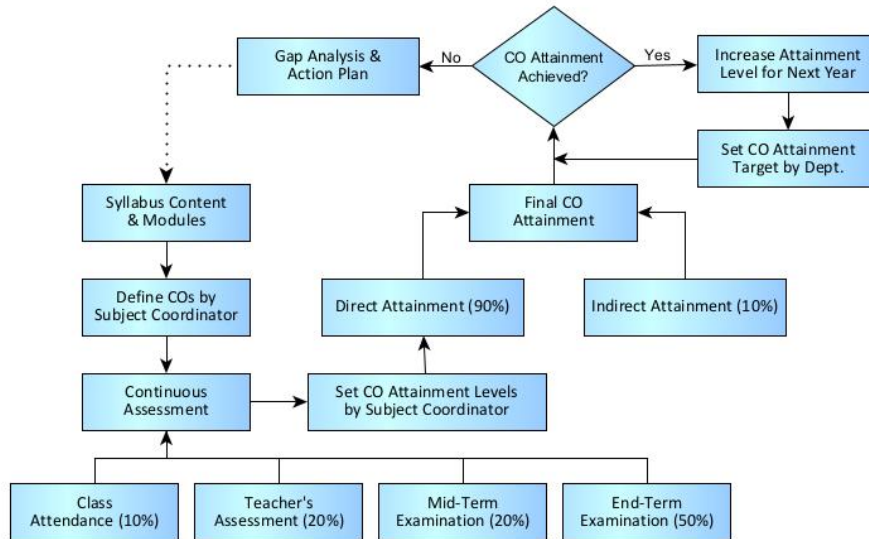 Gap Analysis &
Action Plan
No
CO Attainment
Achieved?
Yes
Increase Attainment
Level for Next Year
Set CO Attainment
Target by Dept.
Syllabus Content
& Modules
Final CO
Attainment
Define COs by
Subject Coordinator
Direct Attainment (90%)
Indirect Attainment (10%)
Continuous
Assessment
Set CO Attainment Levels
by Subject Coordinator
Class
Attendance (10%)
Teacher's
Assessment (20%)
Mid-Term
Examination (20%)
End-Term
Examination (50%)